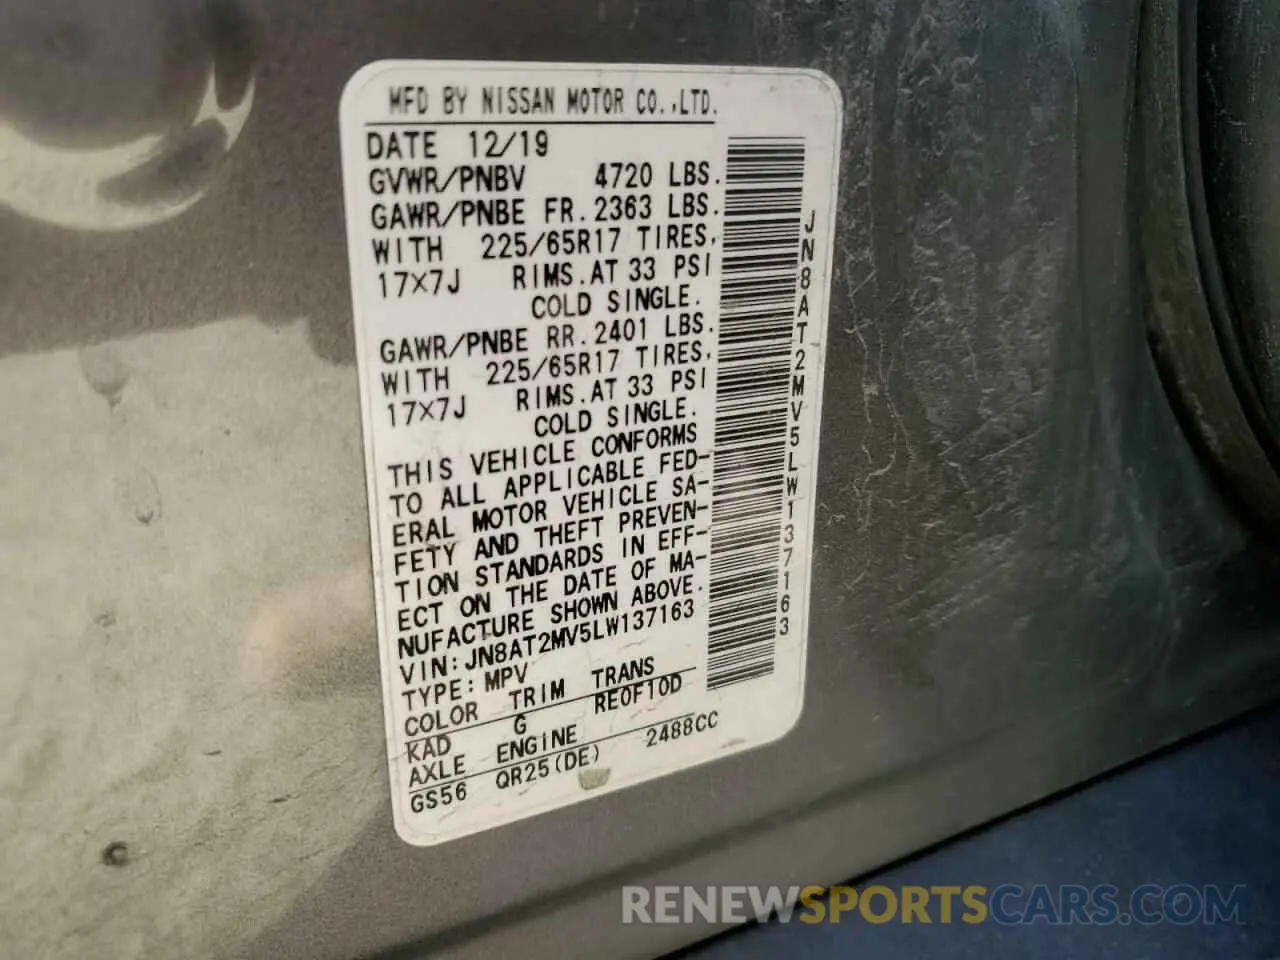 MFD BY NISSAN MOTOR CO.,LTD.
DATE 12/19
GVWR/PNBV 4720 LBS.
GAWR/PNBE FR. 2363 LBS.
WITH 225/65R17 TIRES,
17×7J RIMS. AT 33 PSI
COLD SINGLE.
GAWR/PNBE RR. 2401 LBS.
WITH 225/65R17 TIRES,
17×7J RIMS. AT 33 PSI
COLD SINGLE.
THIS VEHICLE CONFORMS
TO ALL APPLICABLE FED-
ERAL MOTOR VEHICLE SA-
FETY AND THEFT PREVEN-
TION STANDARDS IN EFF-
ECT ON THE DATE OF MA-
NUFACTURE SHOWN ABOVE.
VIN: JN8AT2MV5LW137163
TYPE: MPV
COLOR TRIM TRANS
KAD G RE0F10D
AXLE ENGINE
GS56 QR25(DE) 2488CC
JN8AT2MV5LW137163
RENEWSPORTSCARS.COM